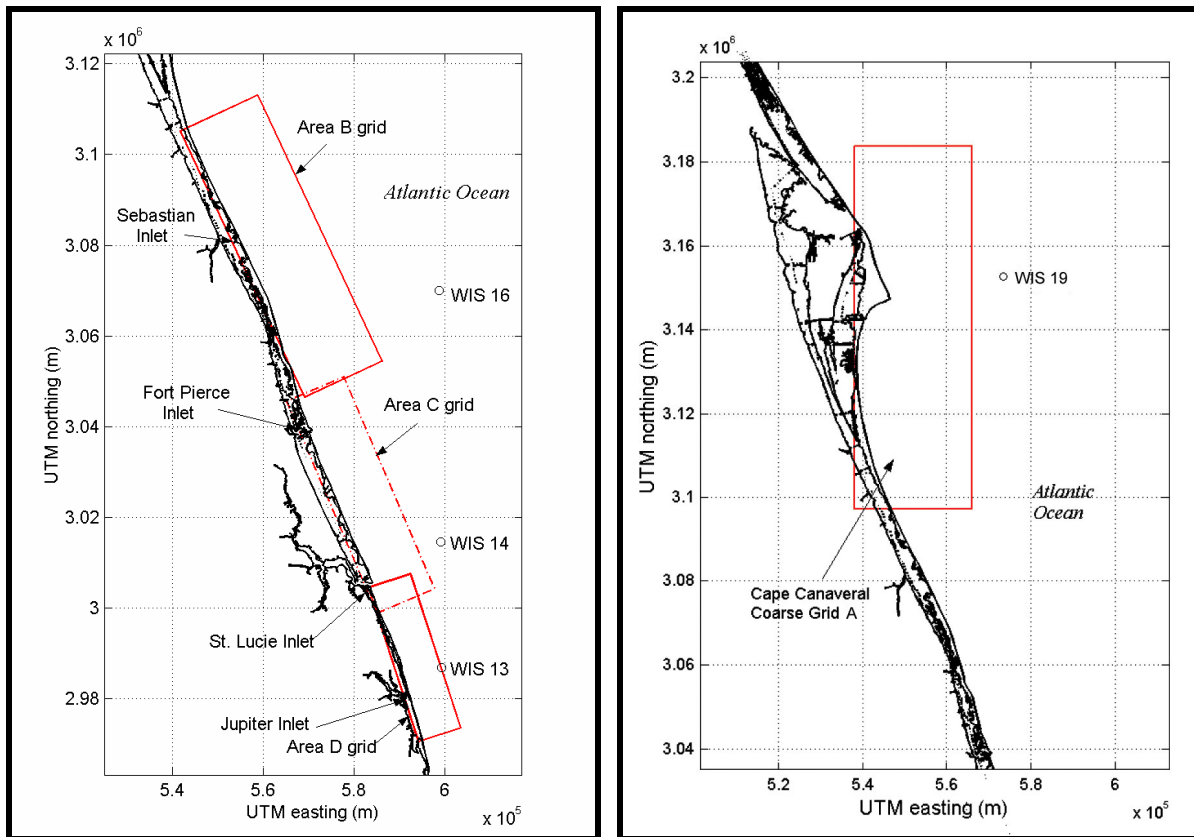 x 10⁶
3.12
3.1
3.08
3.06
3.04
3.02
3
2.98
UTM northing (m)
Area B grid
Atlantic Ocean
Sebastian
Inlet
WIS 16
Fort Pierce
Inlet
Area C grid
WIS 14
St. Lucie Inlet
WIS 13
Jupiter Inlet
Area D grid
5.4
5.6
5.8
6
UTM easting (m)
x 10⁵
x 10⁶
3.2
3.18
3.16
3.14
3.12
3.1
3.08
3.06
3.04
UTM northing (m)
WIS 19
Atlantic
Ocean
Cape Canaveral
Coarse Grid A
5.2
5.4
5.6
5.8
6
UTM easting (m)
x 10⁵